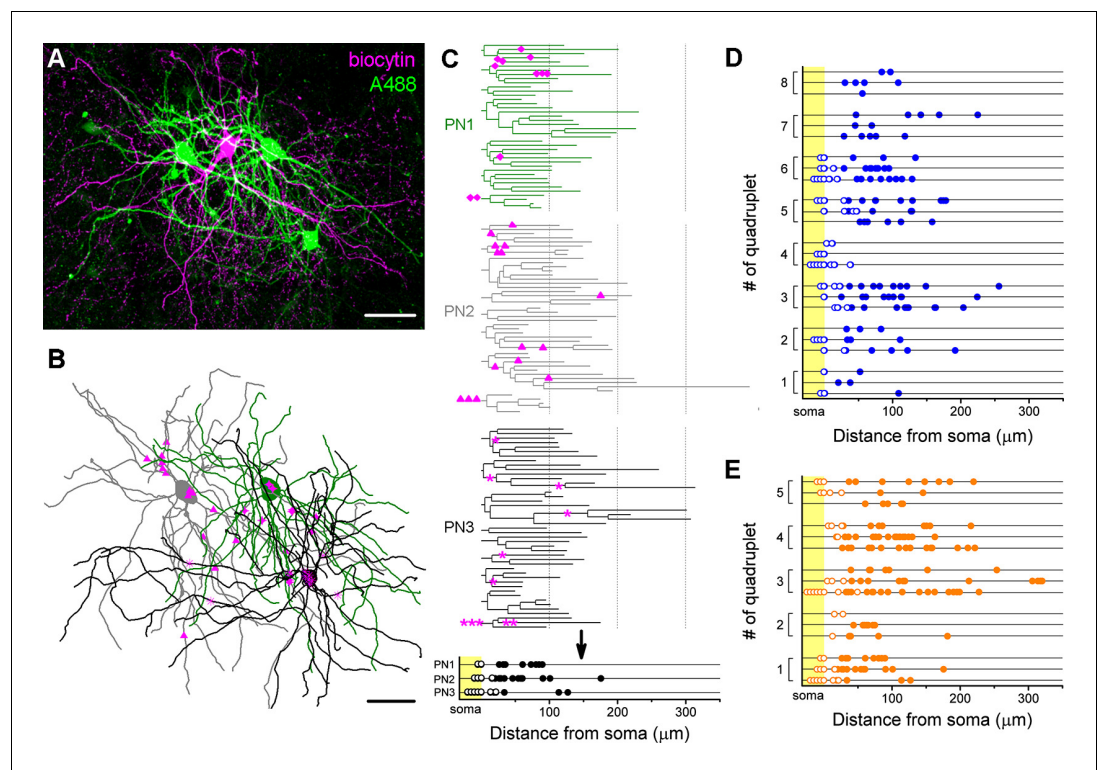 A
biocytin
A488
B
C
PN1
PN2
PN3
PN1
PN2
PN3
soma
100
200
300
Distance from soma (μm)
D
# of quadruplet
8
7
6
5
4
3
2
1
soma
0
100
200
300
Distance from soma (μm)
E
# of quadruplet
5
4
3
2
1
soma
0
100
200
300
Distance from soma (μm)